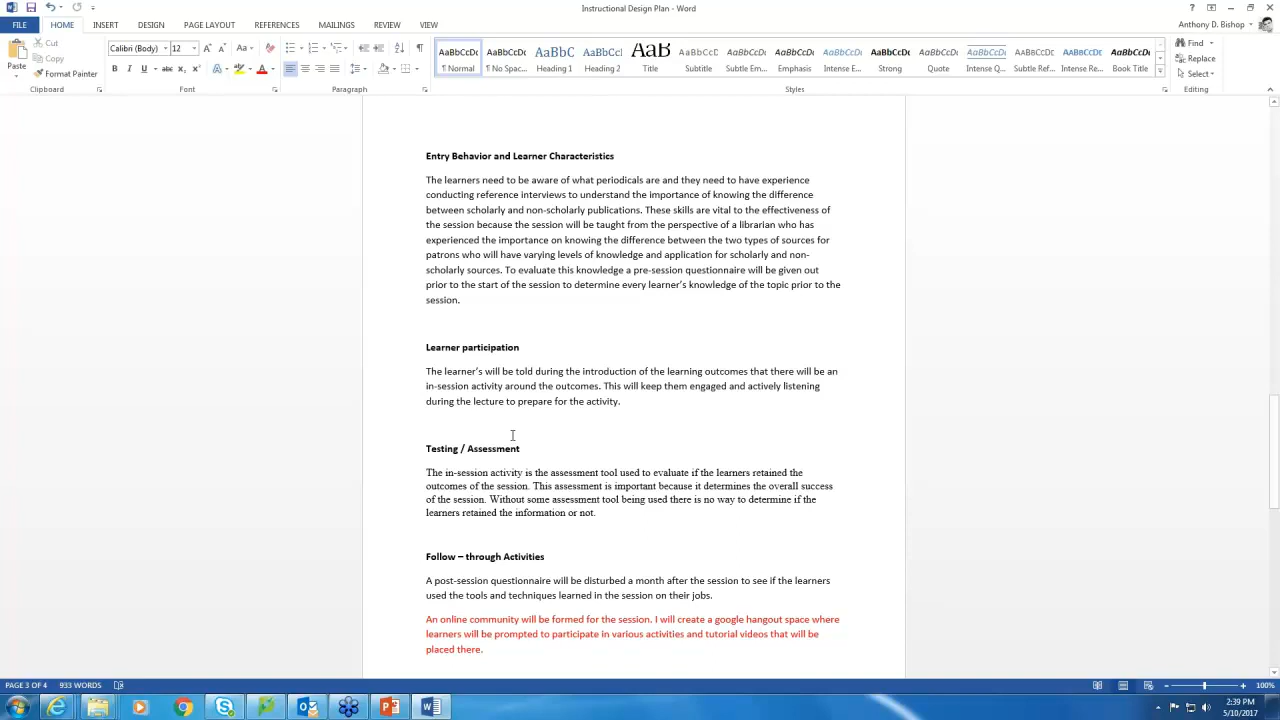 Instructional Design Plan - Word
FILE HOME INSERT DESIGN PAGE LAYOUT REFERENCES MAILINGS REVIEW VIEW Anthony D. Bishop
Cut
Copy
Format Painter
Paste
Calibri (Body) 12
AaBbCcDc AaBbCcDc AaBbC AaBbCcI AaB AaBbCcDc AaBbCcDc AaBbCcDc AaBbCcDc AaBbCcDc AaBbCcDc AaBbCcDc AaBbCcDc AaBbCcDc AaBbCcDc
¶ Normal ¶ No Spac... Heading 1 Heading 2 Title Subtitle Subtle Em... Emphasis Intense E... Strong Quote Intense Q... Subtle Ref... Intense Re... Book Title
Find
Replace
Select
Clipboard Font Paragraph Styles Editing
Entry Behavior and Learner Characteristics
The learners need to be aware of what periodicals are and they need to have experience
conducting reference interviews to understand the importance of knowing the difference
between scholarly and non-scholarly publications. These skills are vital to the effectiveness of
the session because the session will be taught from the perspective of a librarian who has
experienced the importance on knowing the difference between the two types of sources for
patrons who will have varying levels of knowledge and application for scholarly and non-
scholarly sources. To evaluate this knowledge a pre-session questionnaire will be given out
prior to the start of the session to determine every learner's knowledge of the topic prior to the
session.
Learner participation
The learner's will be told during the introduction of the learning outcomes that there will be an
in-session activity around the outcomes. This will keep them engaged and actively listening
during the lecture to prepare for the activity.
Testing / Assessment
The in-session activity is the assessment tool used to evaluate if the learners retained the
outcomes of the session. This assessment is important because it determines the overall success
of the session. Without some assessment tool being used there is no way to determine if the
learners retained the information or not.
Follow – through Activities
A post-session questionnaire will be disturbed a month after the session to see if the learners
used the tools and techniques learned in the session on their jobs.
An online community will be formed for the session. I will create a google hangout space where
learners will be prompted to participate in various activities and tutorial videos that will be
placed there.
PAGE 3 OF 4 933 WORDS 100%
2:39 PM
5/10/2017